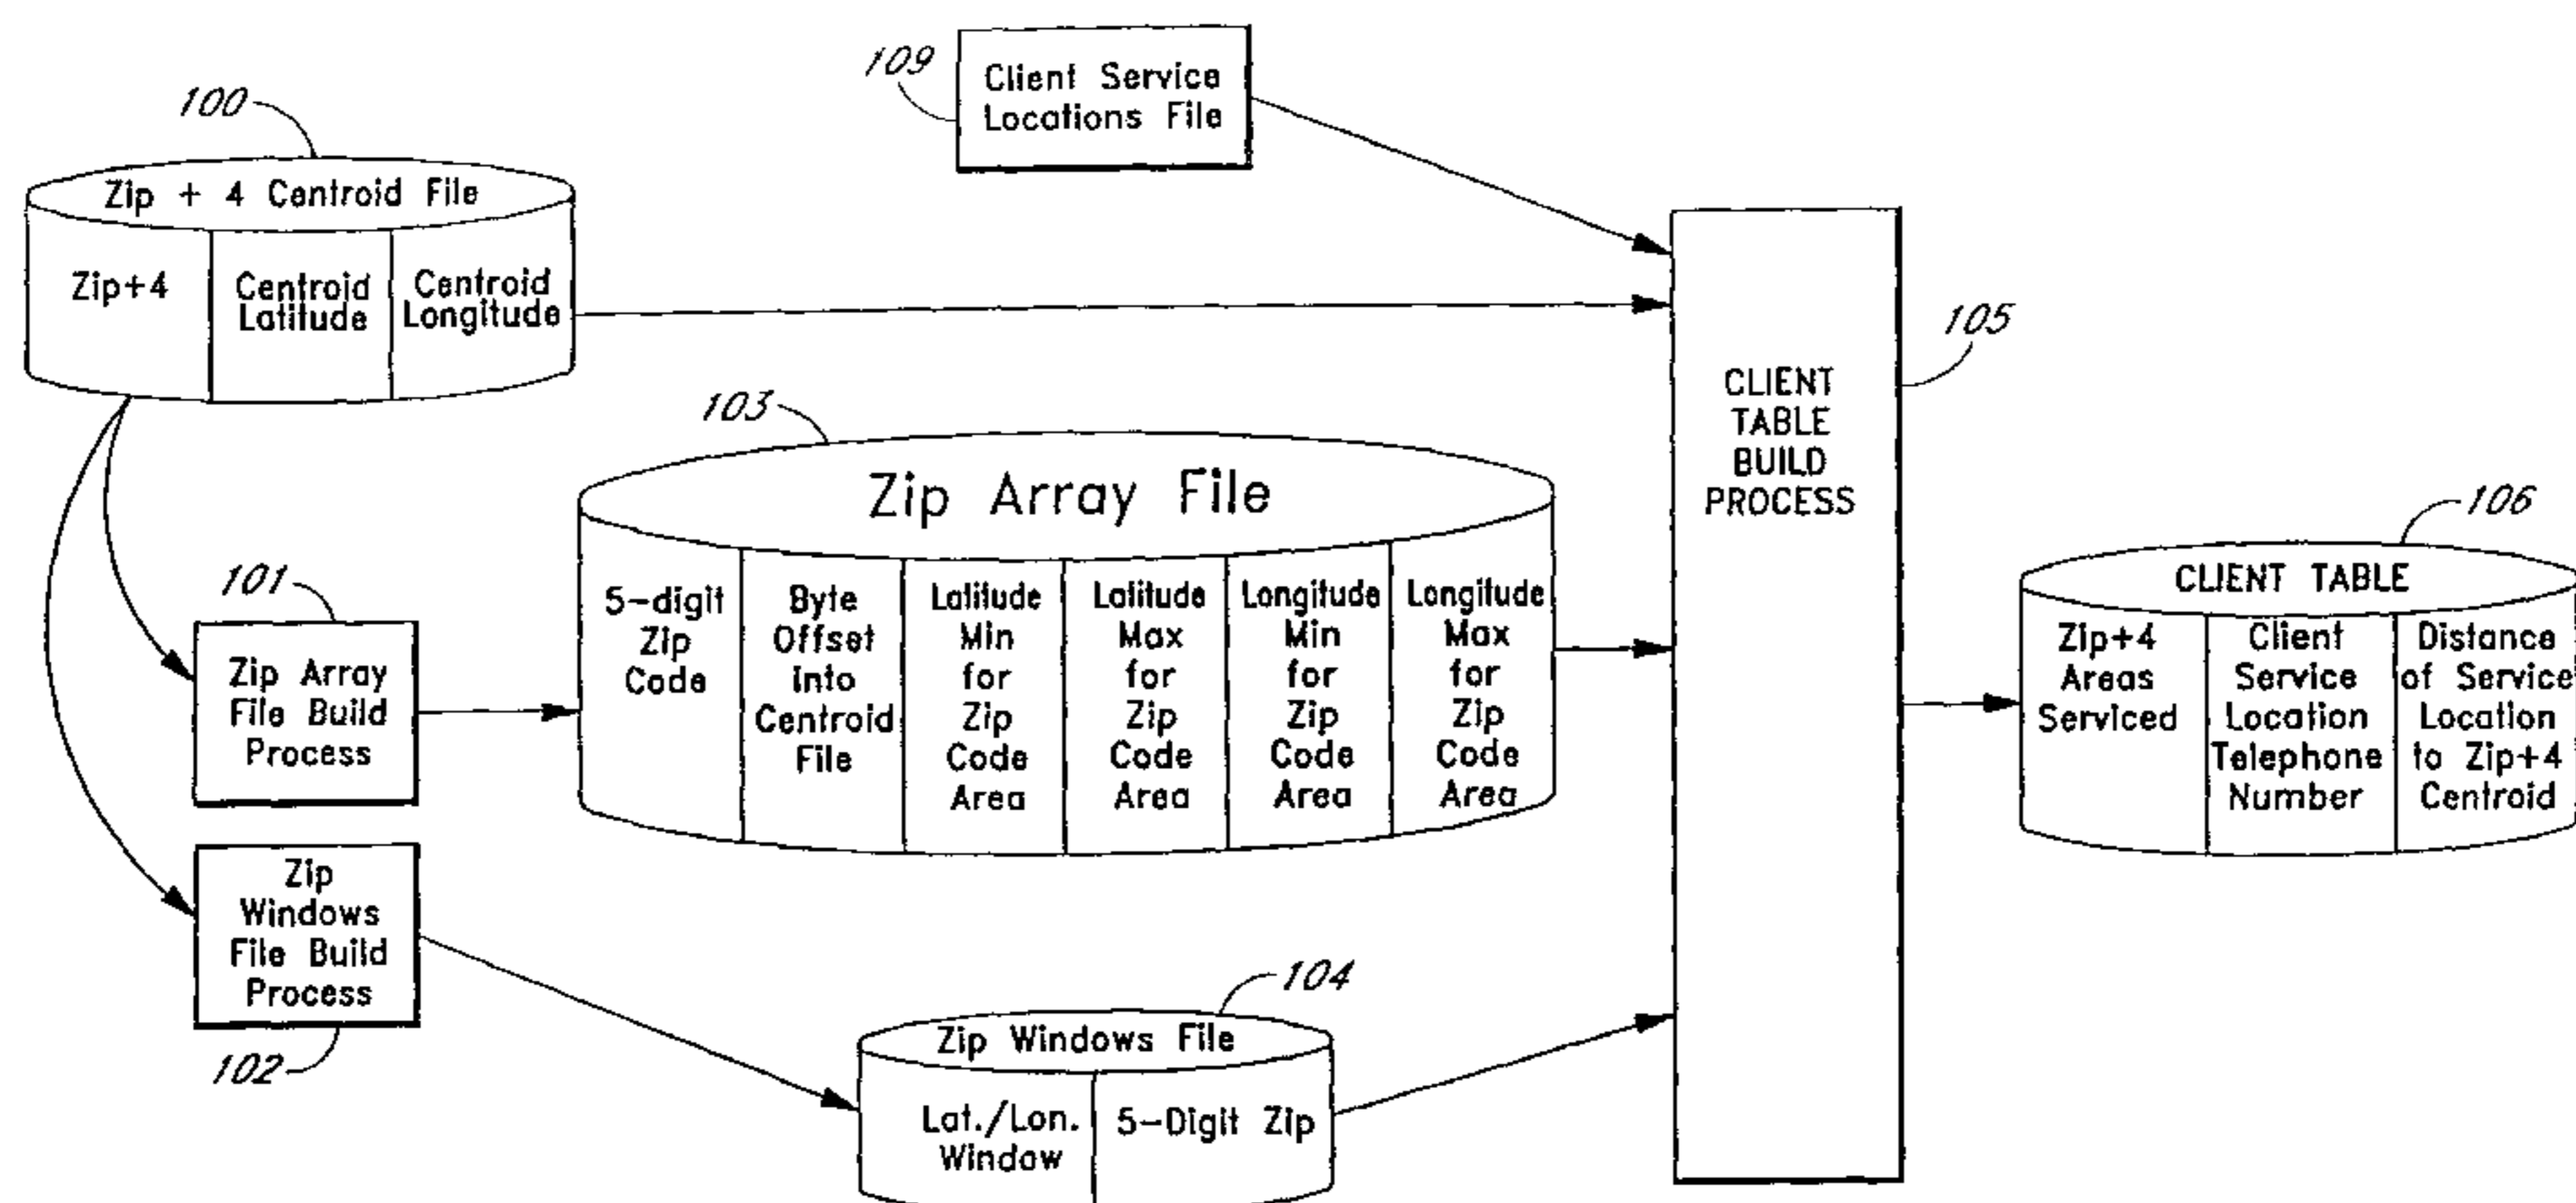 109
Client Service
Locations File
100
Zip + 4 Centroid File
Zip+4
Centroid
Latitude
Centroid
Longitude
CLIENT
TABLE
BUILD
PROCESS
105
103
Zip Array File
5-digit
Zip
Code
Byte
Offset
into
Centroid
File
Latitude
Min
for
Zip
Code
Area
Latitude
Max
for
Zip
Code
Area
Longitude
Min
for
Zip
Code
Area
Longitude
Max
for
Zip
Code
Area
101
Zip Array
File Build
Process
106
CLIENT TABLE
Zip+4
Areas
Serviced
Client
Service
Location
Telephone
Number
Distance
of Service
Location
to Zip+4
Centroid
Zip
Windows
File Build
Process
102
104
Zip Windows File
Lat./Lon.
Window
5-Digit Zip